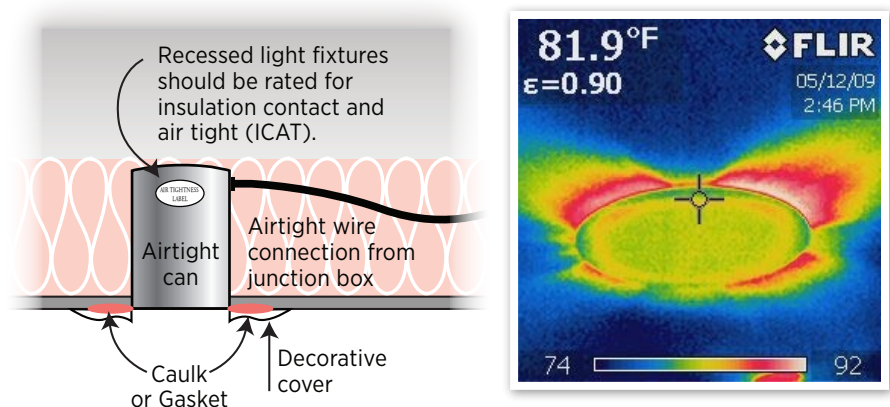 Recessed light fixtures
should be rated for
insulation contact and
air tight (ICAT).
AIR TIGHTNESS
LABEL
Airtight
can
Airtight wire
connection from
junction box
Caulk
or Gasket
Decorative
cover
81.9°F
ε=0.90
FLIR
05/12/09
2:46 PM
74
92